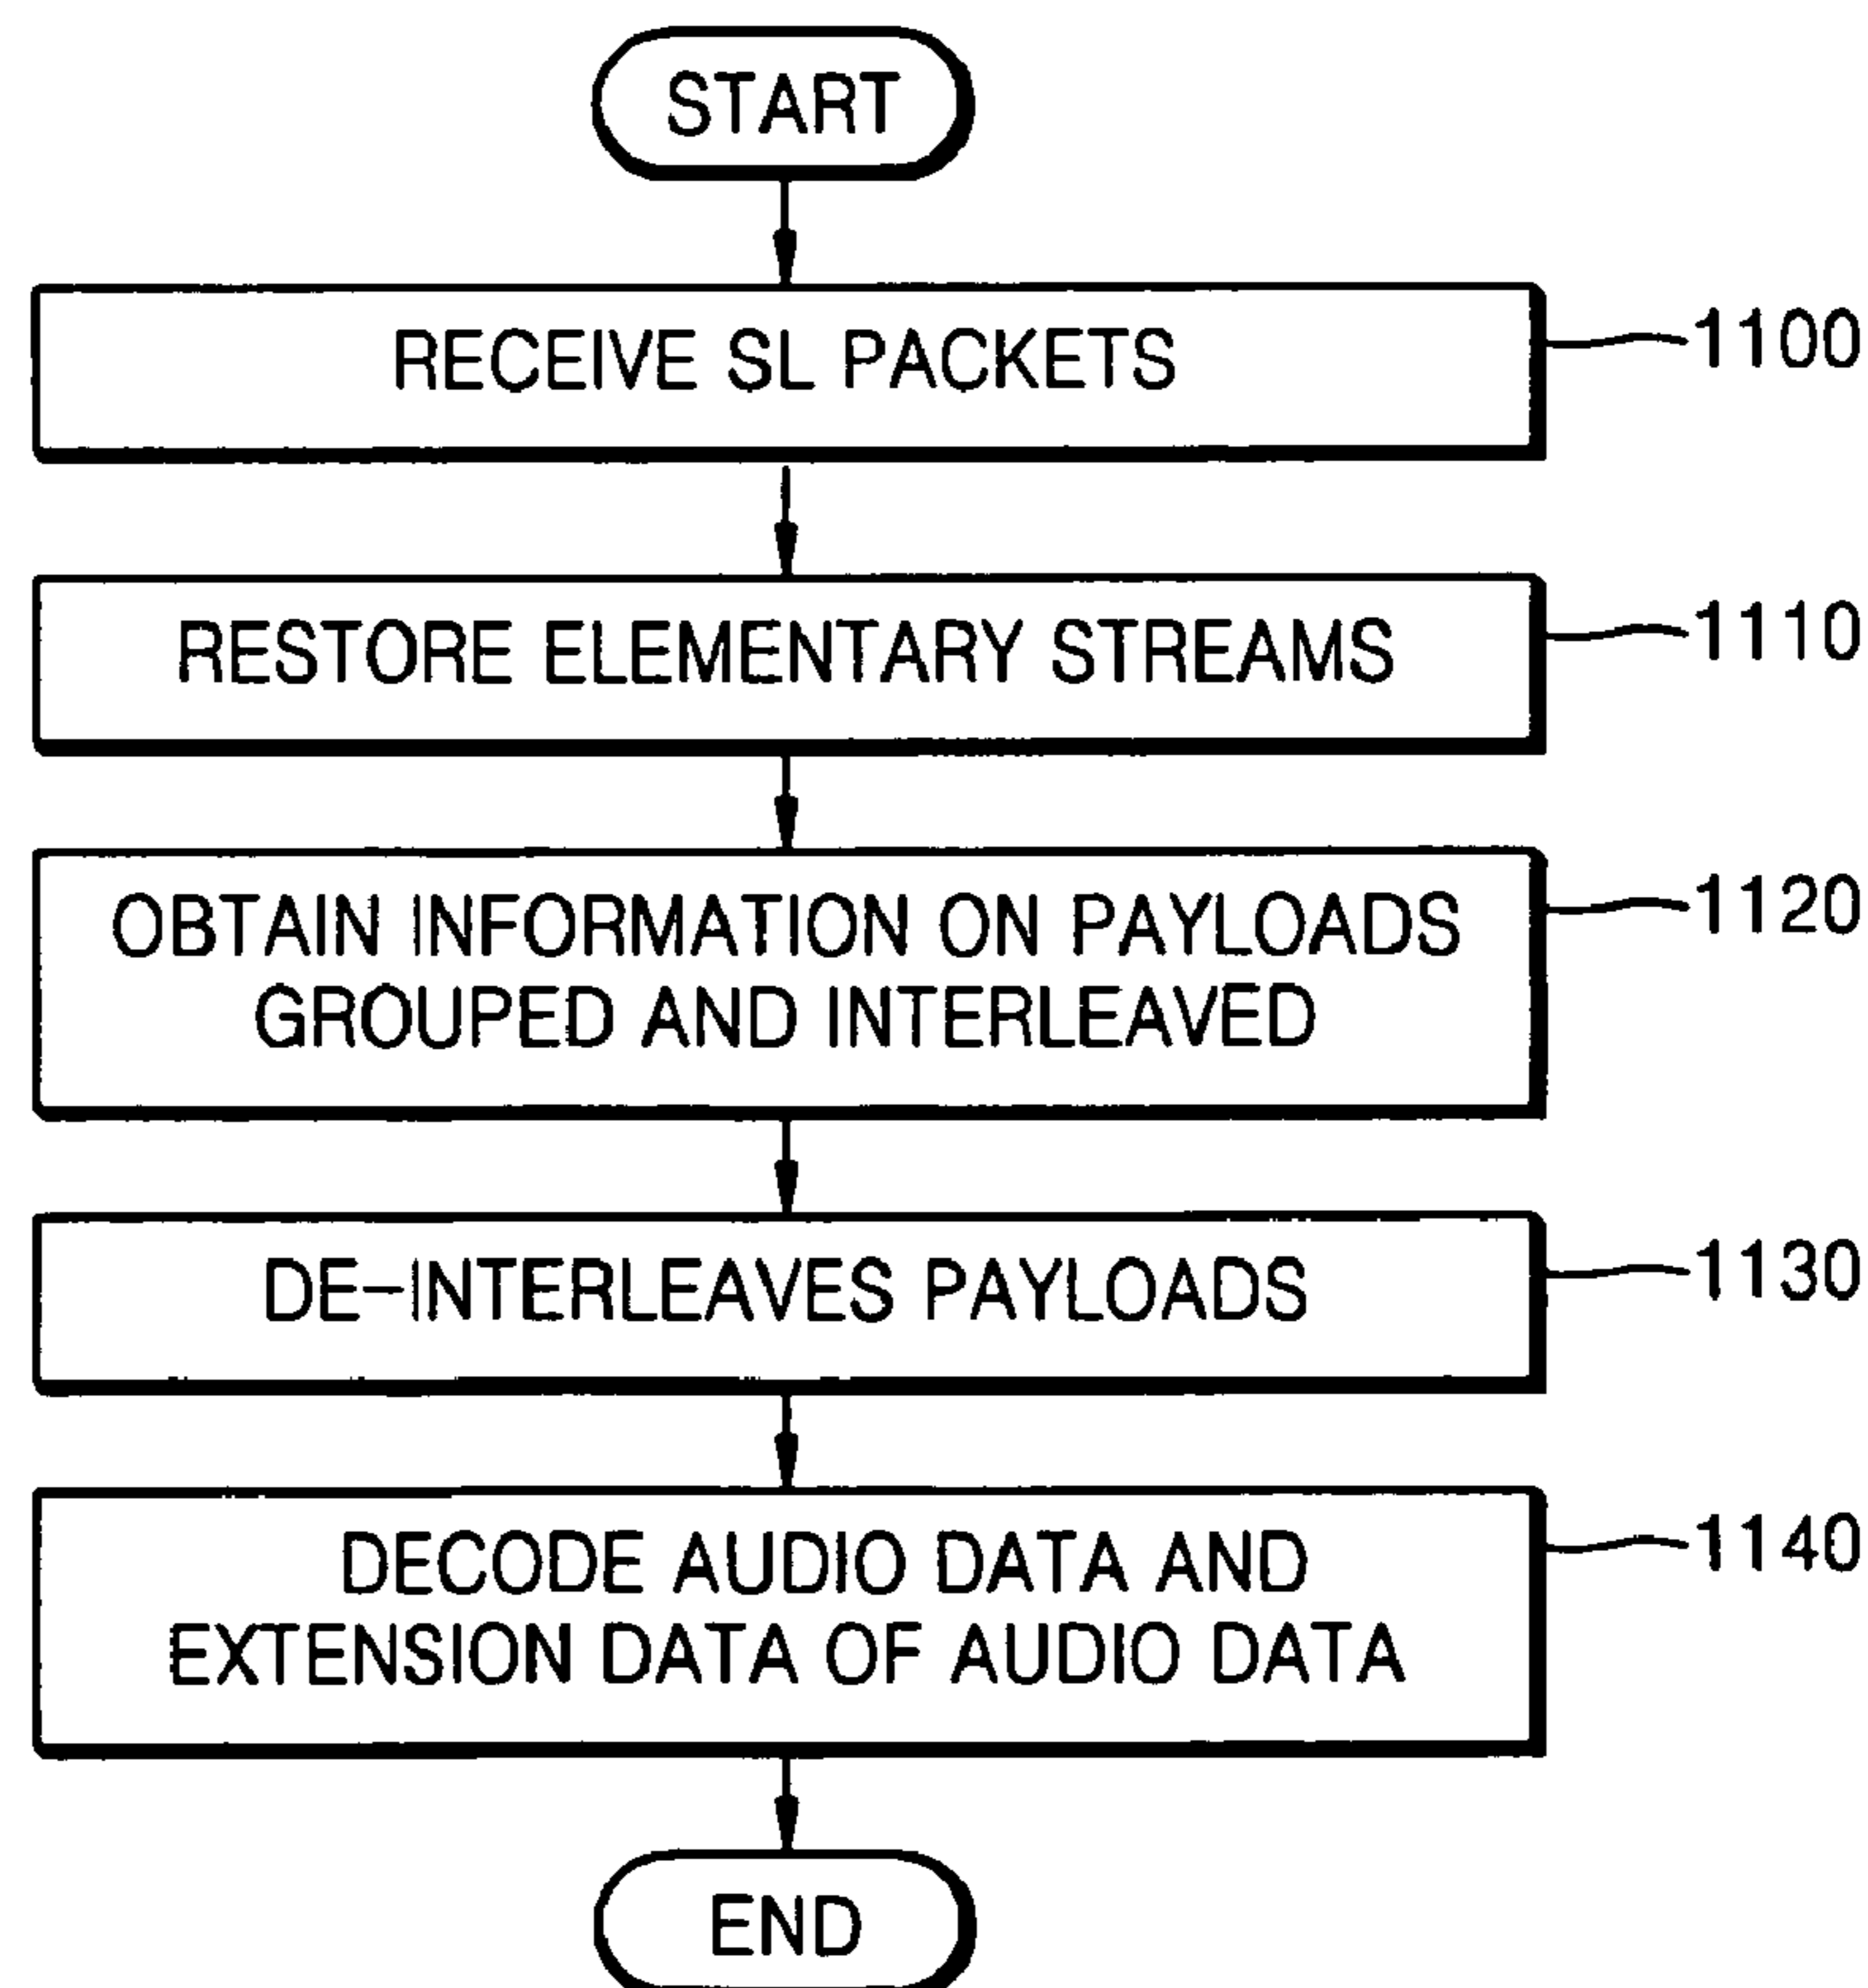 START
RECEIVE SL PACKETS
1100
RESTORE ELEMENTARY STREAMS
1110
OBTAIN INFORMATION ON PAYLOADS
GROUPED AND INTERLEAVED
1120
DE-INTERLEAVES PAYLOADS
1130
DECODE AUDIO DATA AND
EXTENSION DATA OF AUDIO DATA
1140
END